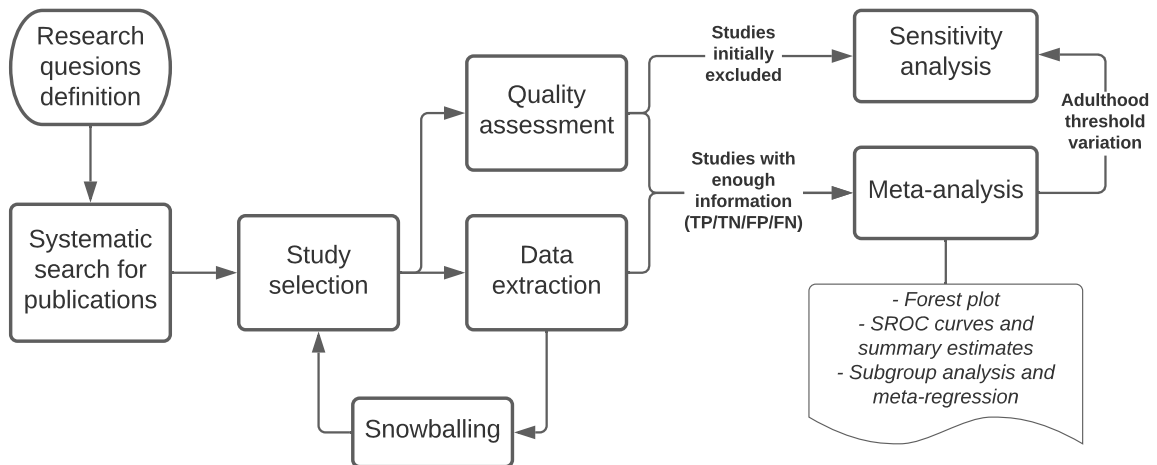 Research
quesions
definition
Systematic
search for
publications
Study
selection
Snowballing
Quality
assessment
Data
extraction
Studies
initially
excluded
Studies with
enough
information
(TP/TN/FP/FN)
Sensitivity
analysis
Adulthood
threshold
variation
Meta-analysis
- Forest plot
- SROC curves and
summary estimates
- Subgroup analysis and
meta-regression